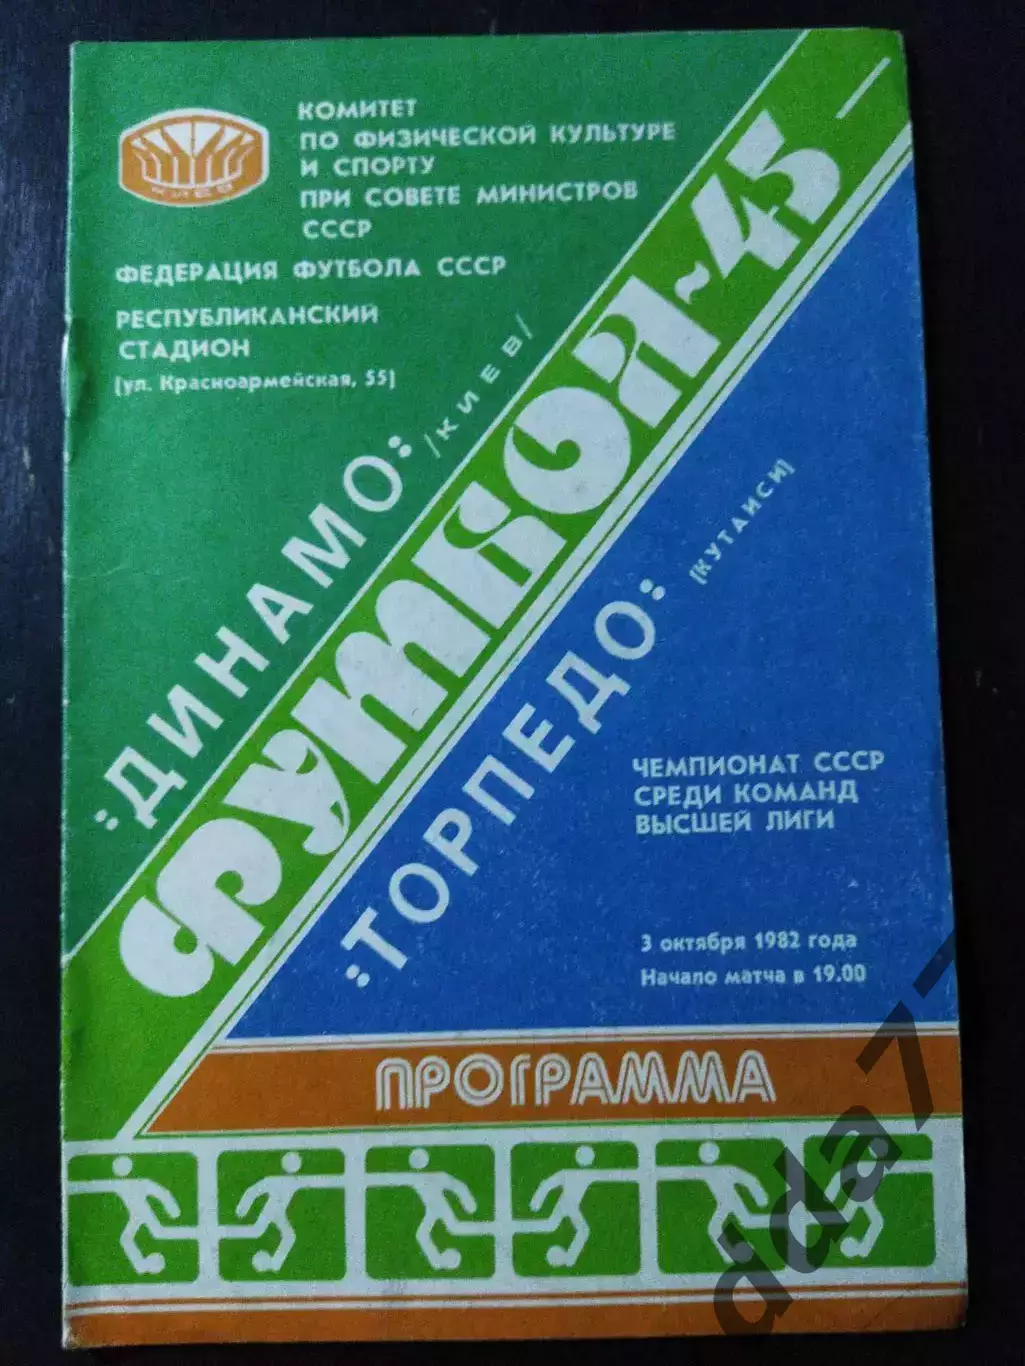 КОМИТЕТ
ПО ФИЗИЧЕСКОЙ КУЛЬТУРЕ
И СПОРТУ
ПРИ СОВЕТЕ МИНИСТРОВ
СССР
КИЕВ
ФЕДЕРАЦИЯ ФУТБОЛА СССР
РЕСПУБЛИКАНСКИЙ
СТАДИОН
(ул. Красноармейская, 55)
"ДИНАМО"
/КИЕВ/
ФУТБОЛ-45
"ТОРПЕДО"
(КУТАИСИ)
ЧЕМПИОНАТ СССР
СРЕДИ КОМАНД
ВЫСШЕЙ ЛИГИ
3 октября 1982 года
Начало матча в 19.00
ПРОГРАММА
dda77